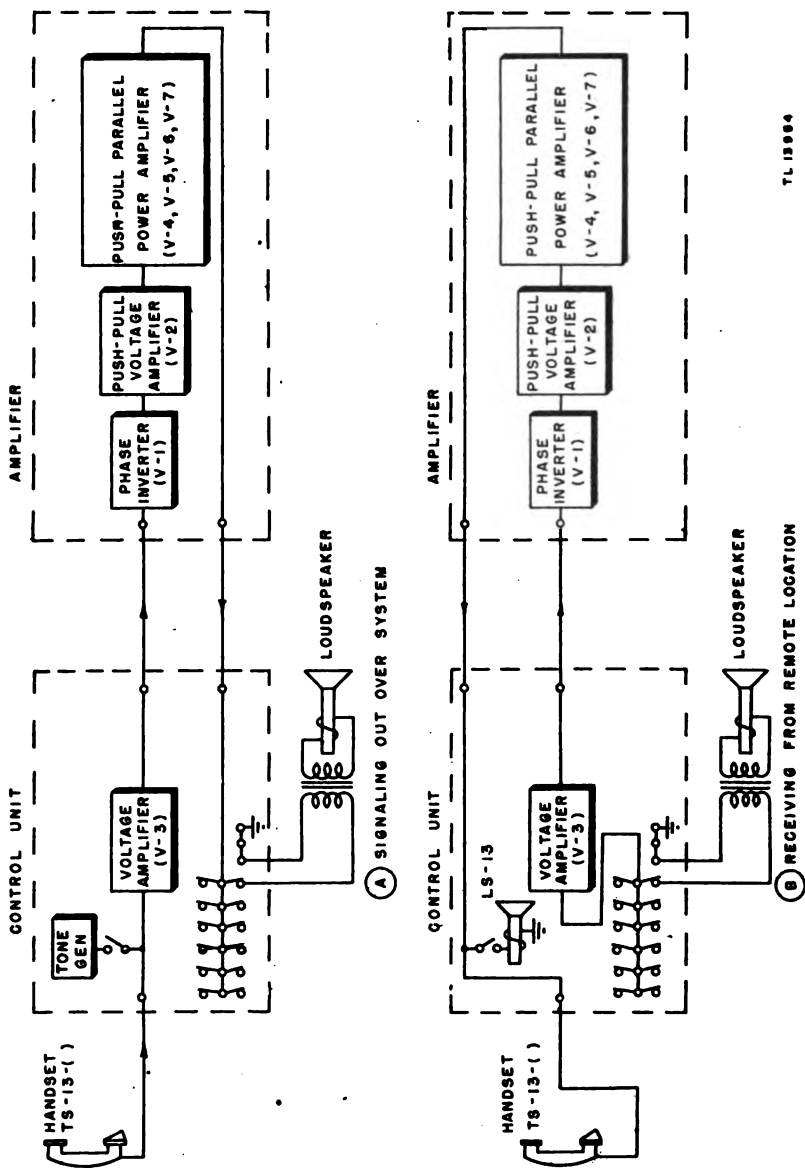 HANDSET
TS-13-( )
CONTROL UNIT
TONE
GEN
VOLTAGE
AMPLIFIER
(V-3)
LOUDSPEAKER
AMPLIFIER
PHASE
INVERTER
(V-1)
PUSH-PULL
VOLTAGE
AMPLIFIER
(V-2)
PUSH-PULL PARALLEL
POWER AMPLIFIER
(V-4, V-5, V-6, V-7)
A SIGNALING OUT OVER SYSTEM
HANDSET
TS-13-( )
CONTROL UNIT
LS-13
VOLTAGE
AMPLIFIER
(V-3)
LOUDSPEAKER
AMPLIFIER
PHASE
INVERTER
(V-1)
PUSH-PULL
VOLTAGE
AMPLIFIER
(V-2)
PUSH-PULL PARALLEL
POWER AMPLIFIER
(V-4, V-5, V-6, V-7)
B RECEIVING FROM REMOTE LOCATION
TL 13984